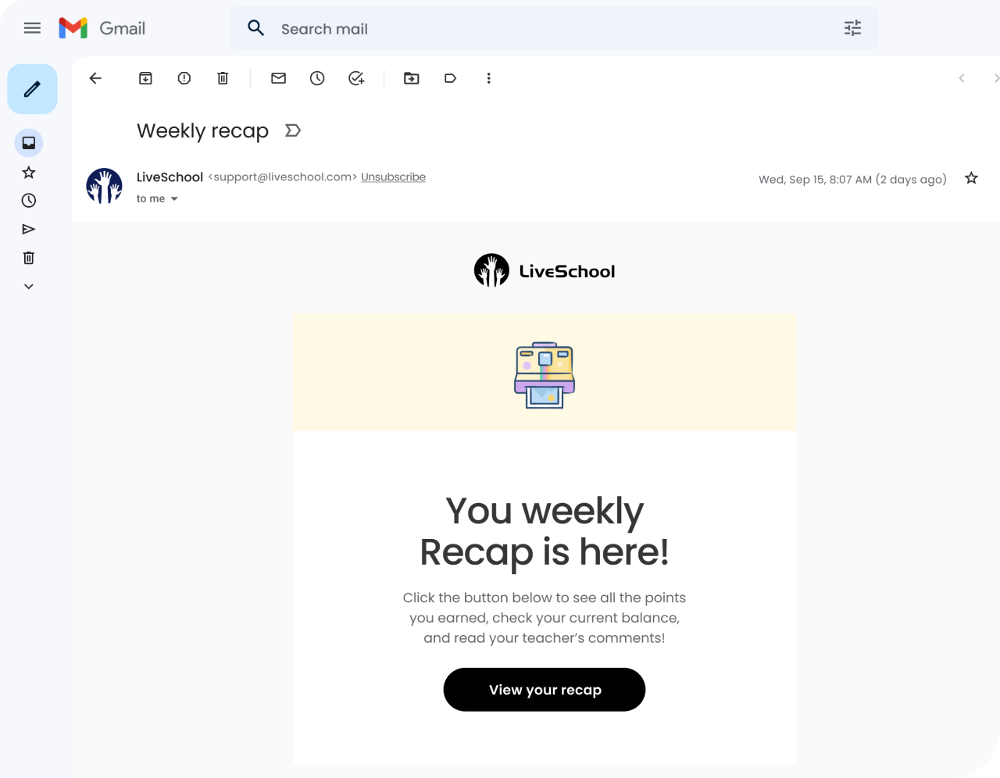 Gmail
Search mail
Weekly recap
LiveSchool <support@liveschool.com> Unsubscribe
Wed, Sep 15, 8:07 AM (2 days ago)
to me
LiveSchool
You weekly
Recap is here!
Click the button below to see all the points
you earned, check your current balance,
and read your teacher’s comments!
View your recap